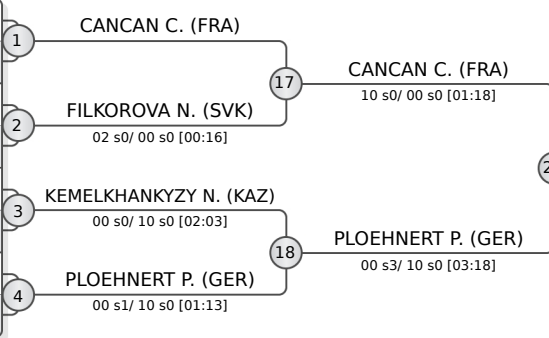 CANCAN C. (FRA)
1
17
CANCAN C. (FRA)
10 s0/ 00 s0 [01:18]
FILKOROVA N. (SVK)
2
02 s0/ 00 s0 [00:16]
KEMELKHANKYZY N. (KAZ)
3
00 s0/ 10 s0 [02:03]
18
PLOEHNERT P. (GER)
00 s3/ 10 s0 [03:18]
PLOEHNERT P. (GER)
4
00 s1/ 10 s0 [01:13]